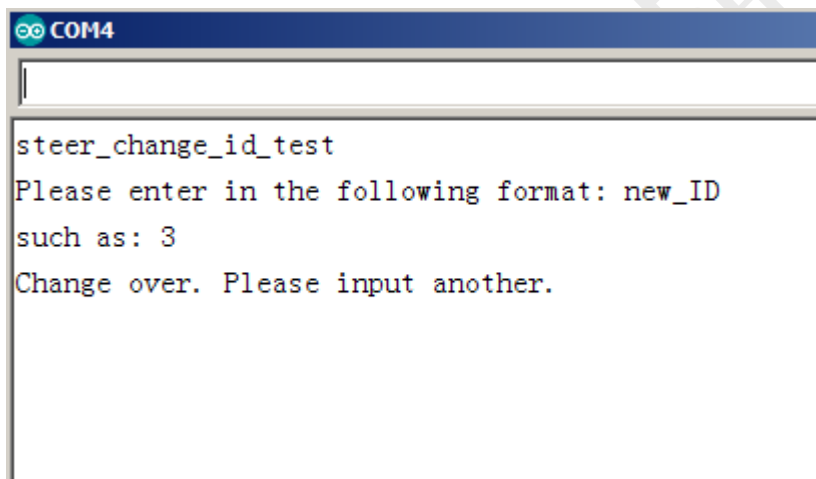 COM4
steer_change_id_test
Please enter in the following format: new_ID
such as: 3
Change over. Please input another.